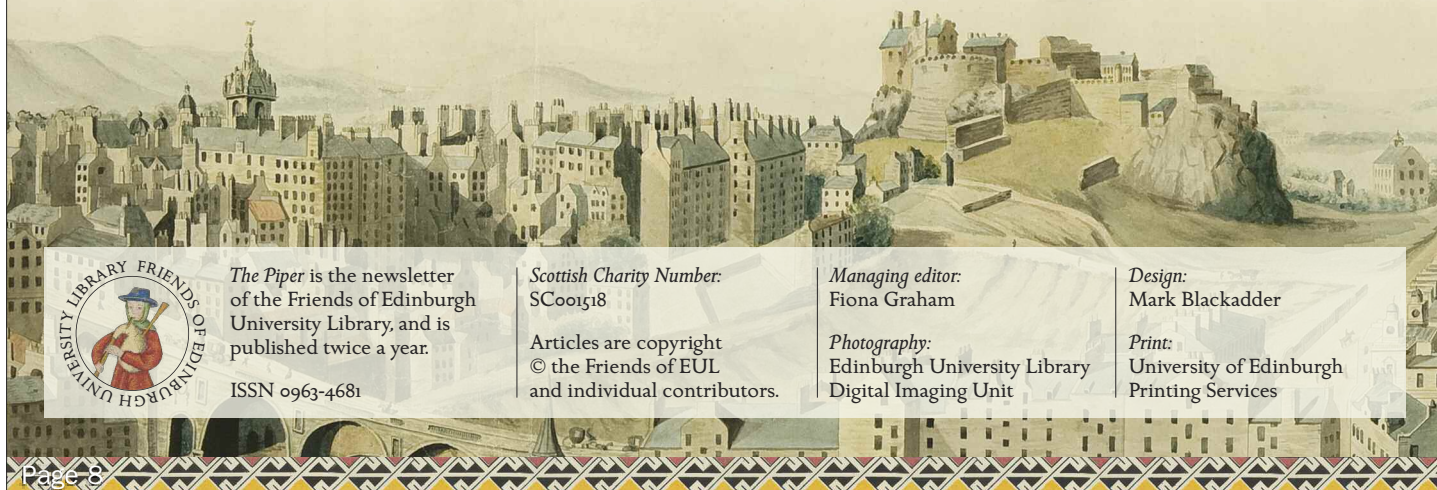 FRIENDS OF EDINBURGH UNIVERSITY LIBRARY
The Piper is the newsletter
of the Friends of Edinburgh
University Library, and is
published twice a year.
ISSN 0963-4681
Scottish Charity Number:
SC001518
Articles are copyright
© the Friends of EUL
and individual contributors.
Managing editor:
Fiona Graham
Photography:
Edinburgh University Library
Digital Imaging Unit
Design:
Mark Blackadder
Print:
University of Edinburgh
Printing Services
Page 8